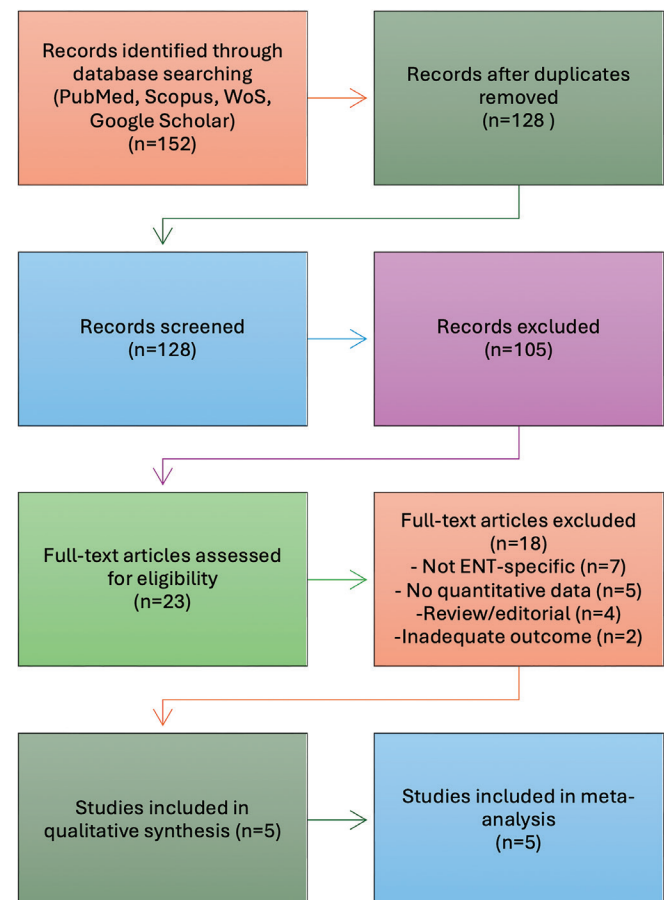 Records identified through
database searching
(PubMed, Scopus, WoS,
Google Scholar)
(n=152)
Records after duplicates
removed
(n=128 )
Records screened
(n=128)
Records excluded
(n=105)
Full-text articles assessed
for eligibility
(n=23)
Full-text articles excluded
(n=18)
- Not ENT-specific (n=7)
- No quantitative data (n=5)
-Review/editorial (n=4)
-Inadequate outcome (n=2)
Studies included in
qualitative synthesis (n=5)
Studies included in meta-
analysis
(n=5)